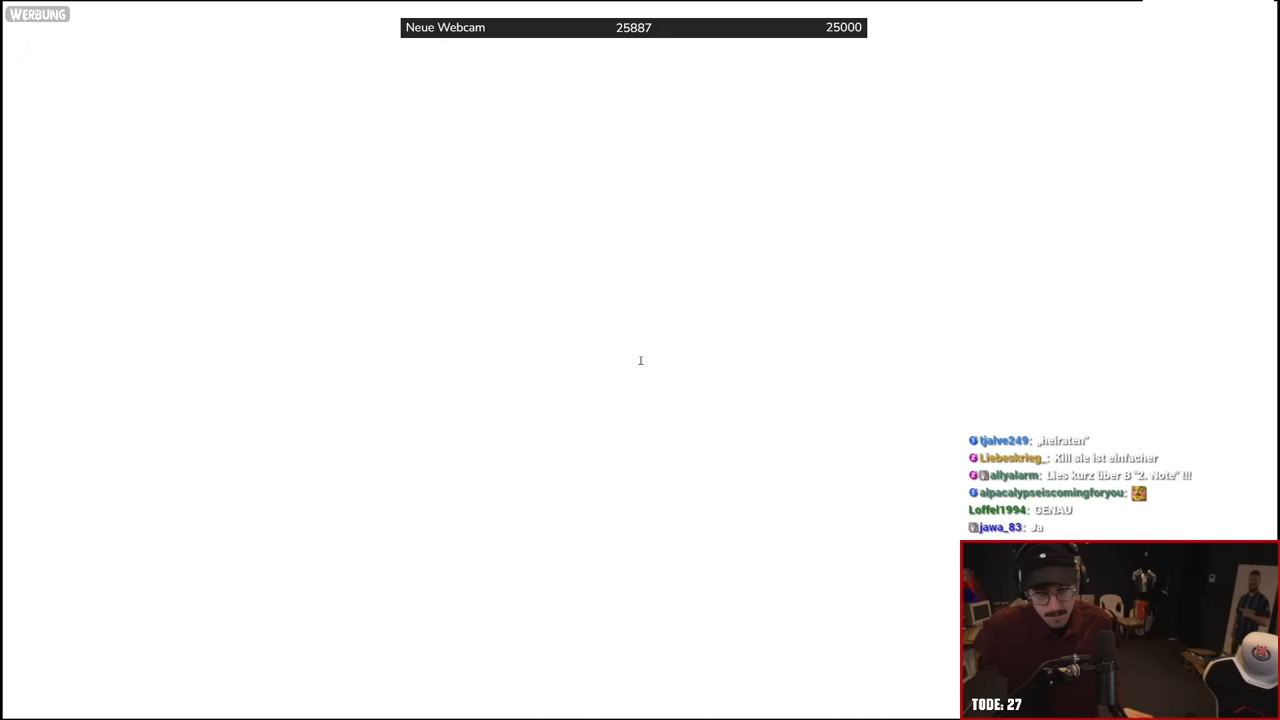 WERBUNG
Neue Webcam 25887 25000
tjalve249: „heiraten“
Liebeskrieg_: Kill sie ist einfacher
allyalarm: Lies kurz über B "2. Note" !!!
alpacalypseiscomingforyou:
Loffel1994: GENAU
jawa_83: Ja
TODE: 27